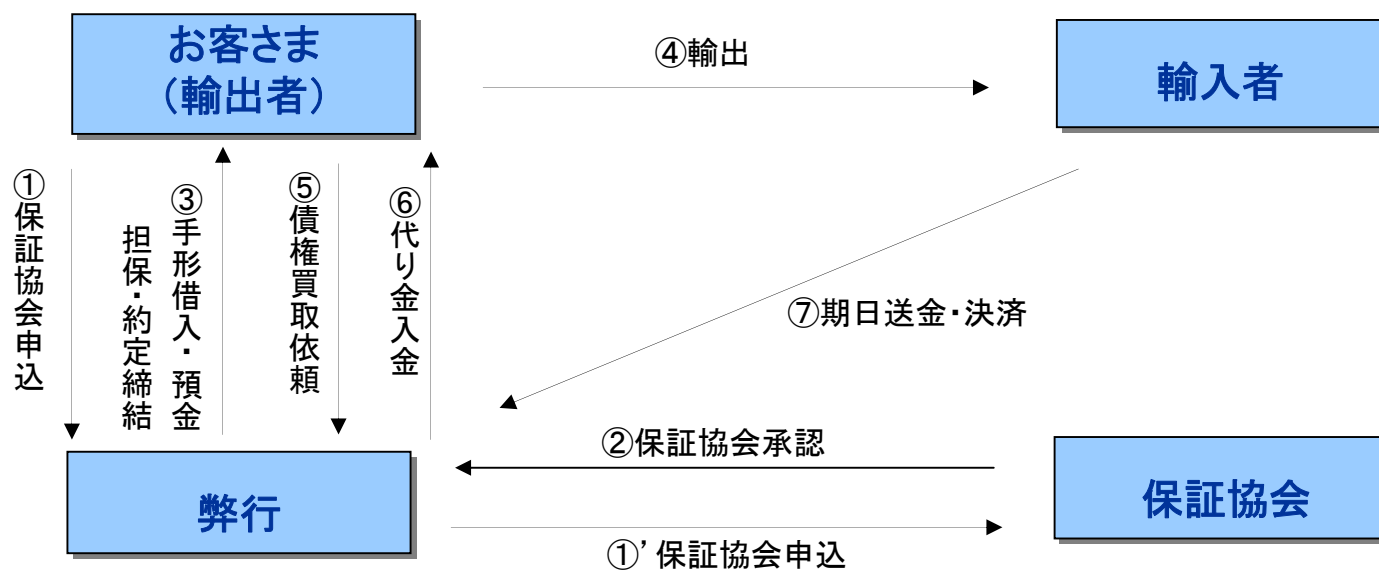 お客さま
（輸出者）
④輸出
輸入者
①保証協会申込
③手形借入・預金
担保・約定締結
⑤債権買取依頼
⑥代り金入金
⑦期日送金・決済
②保証協会承認
弊行
保証協会
①’保証協会申込